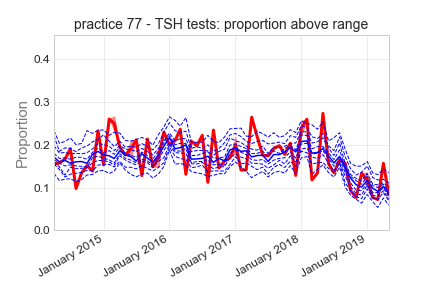 practice 77 - TSH tests: proportion above range
Proportion
0.4
0.3
0.2
0.1
0.0
January 2015
January 2016
January 2017
January 2018
January 2019